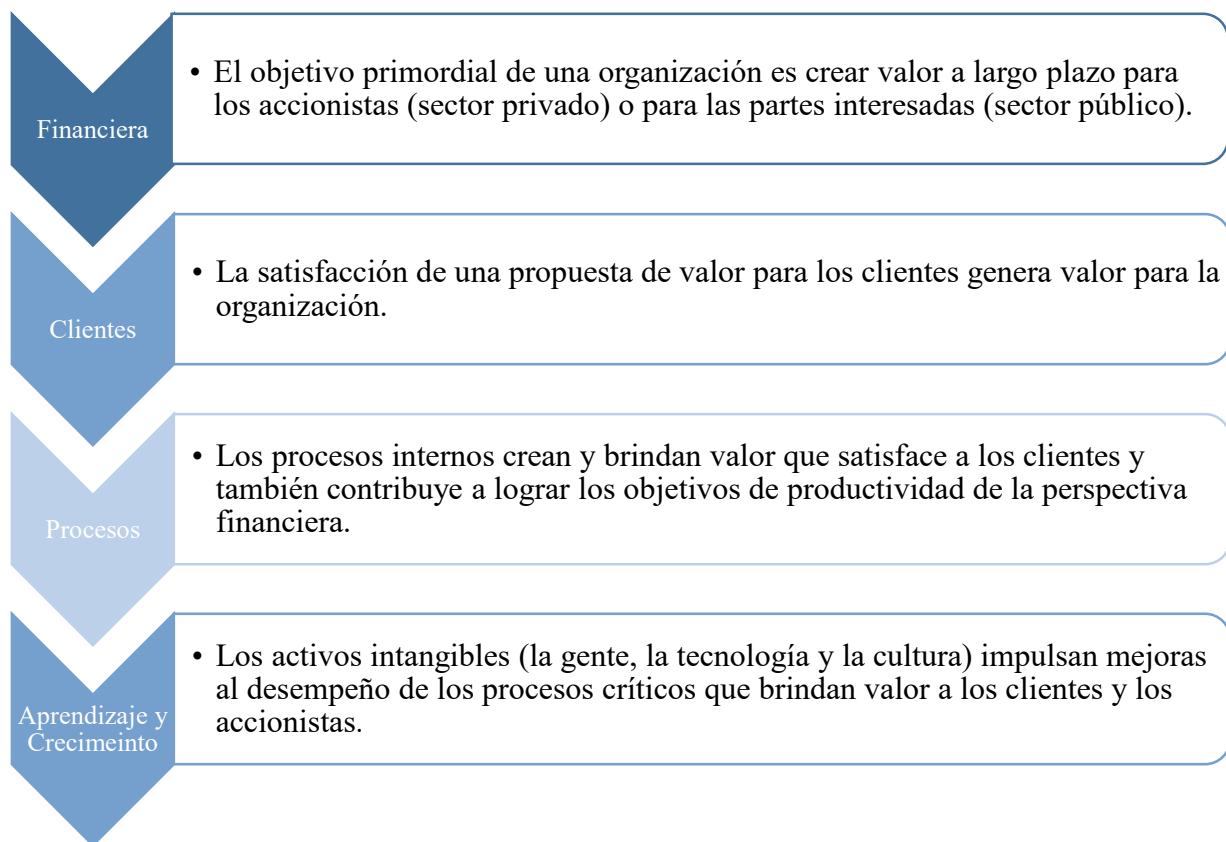 Financiera
• El objetivo primordial de una organización es crear valor a largo plazo para
los accionistas (sector privado) o para las partes interesadas (sector público).
Clientes
• La satisfacción de una propuesta de valor para los clientes genera valor para la
organización.
Procesos
• Los procesos internos crean y brindan valor que satisface a los clientes y
también contribuye a lograr los objetivos de productividad de la perspectiva
financiera.
Aprendizaje y
Crecimeinto
• Los activos intangibles (la gente, la tecnología y la cultura) impulsan mejoras
al desempeño de los procesos críticos que brindan valor a los clientes y los
accionistas.